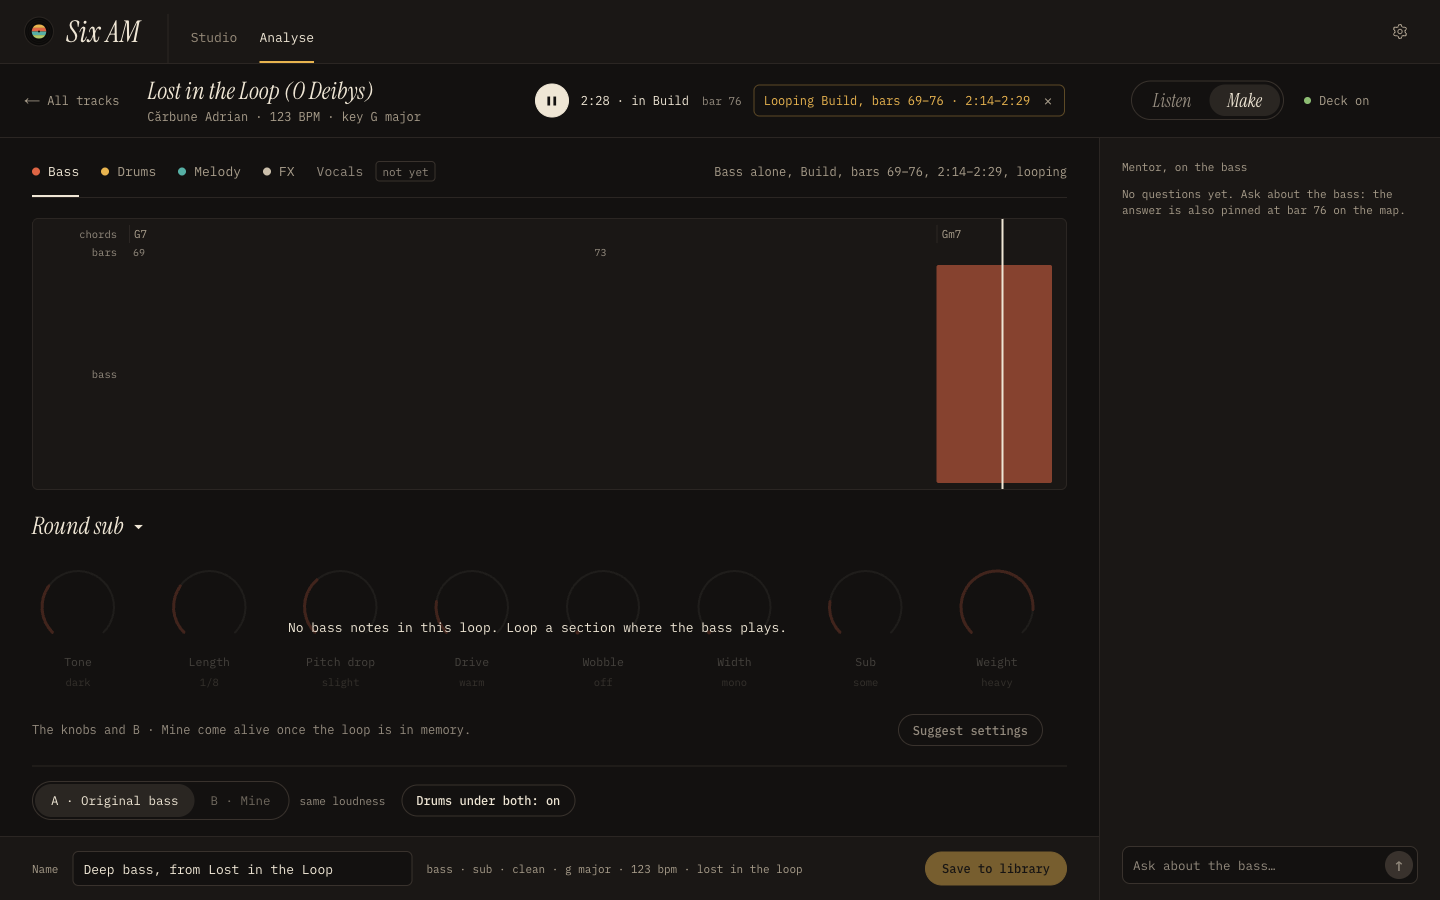 Six AM
Studio
Analyse
← All tracks
Lost in the Loop (O Deibys)
Cărbune Adrian · 123 BPM · key G major
2:28 · in Build bar 76
Looping Build, bars 69–76 · 2:14–2:29 ×
Listen
Make
Deck on
Bass
Drums
Melody
FX
Vocals
not yet
Bass alone, Build, bars 69–76, 2:14–2:29, looping
chords G7 Gm7
bars 69 73
bass
Mentor, on the bass
No questions yet. Ask about the bass: the
answer is also pinned at bar 76 on the map.
Round sub
No bass notes in this loop. Loop a section where the bass plays.
Tone Length Pitch drop Drive Wobble Width Sub Weight
dark 1/8 slight warm off mono some heavy
The knobs and B · Mine come alive once the loop is in memory.
Suggest settings
A · Original bass
B · Mine
same loudness
Drums under both: on
Name
Deep bass, from Lost in the Loop
bass · sub · clean · g major · 123 bpm · lost in the loop
Save to library
Ask about the bass…